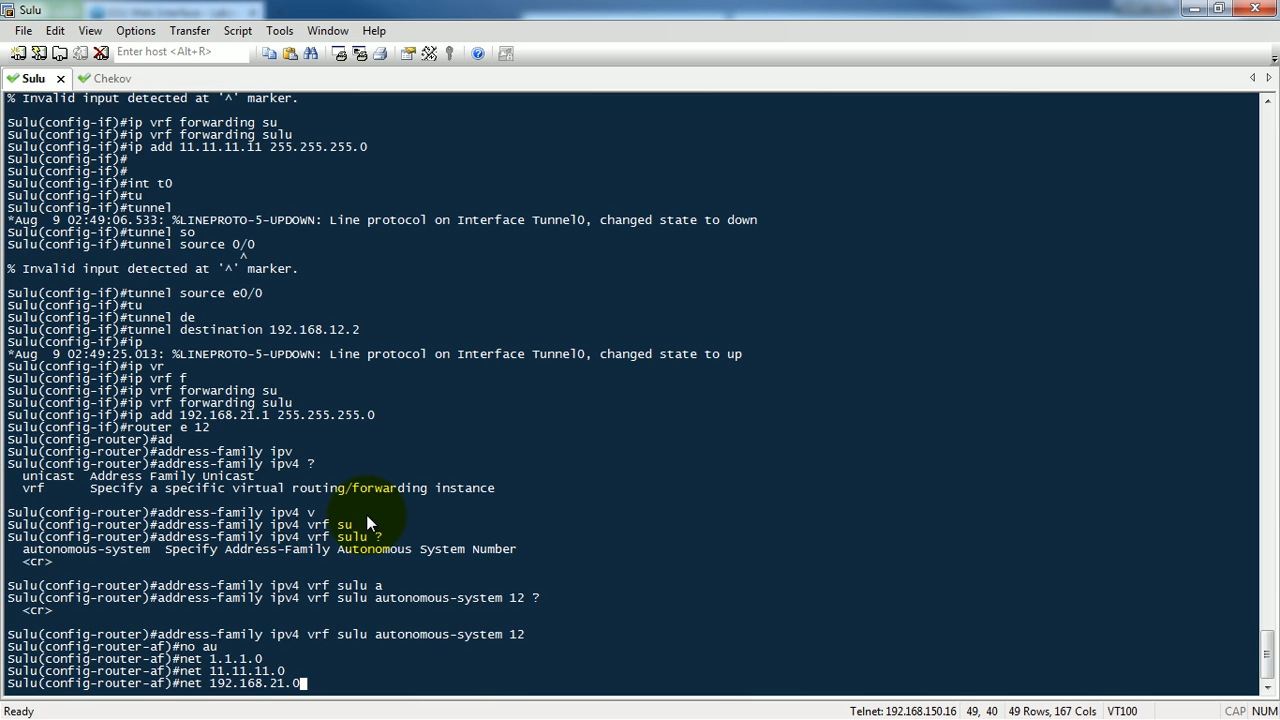 Sulu
File Edit View Options Transfer Script Tools Window Help
Enter host <Alt+R>
Sulu Chekov
% Invalid input detected at '^' marker.
Sulu(config-if)#ip vrf forwarding su
Sulu(config-if)#ip vrf forwarding sulu
Sulu(config-if)#ip add 11.11.11.11 255.255.255.0
Sulu(config-if)#
Sulu(config-if)#
Sulu(config-if)#int t0
Sulu(config-if)#tu
Sulu(config-if)#tunnel
*Aug  9 02:49:06.533: %LINEPROTO-5-UPDOWN: Line protocol on Interface Tunnel0, changed state to down
Sulu(config-if)#tunnel so
Sulu(config-if)#tunnel source 0/0
^
% Invalid input detected at '^' marker.
Sulu(config-if)#tunnel source e0/0
Sulu(config-if)#tu
Sulu(config-if)#tunnel de
Sulu(config-if)#tunnel destination 192.168.12.2
Sulu(config-if)#ip
*Aug  9 02:49:25.013: %LINEPROTO-5-UPDOWN: Line protocol on Interface Tunnel0, changed state to up
Sulu(config-if)#ip vr
Sulu(config-if)#ip vrf f
Sulu(config-if)#ip vrf forwarding su
Sulu(config-if)#ip vrf forwarding sulu
Sulu(config-if)#ip add 192.168.21.1 255.255.255.0
Sulu(config-if)#router e 12
Sulu(config-router)#ad
Sulu(config-router)#address-family ipv
Sulu(config-router)#address-family ipv4 ?
unicast  Address Family Unicast
vrf      Specify a specific virtual routing/forwarding instance
Sulu(config-router)#address-family ipv4 v
Sulu(config-router)#address-family ipv4 vrf su
Sulu(config-router)#address-family ipv4 vrf sulu ?
autonomous-system  Specify Address-Family Autonomous System Number
<cr>
Sulu(config-router)#address-family ipv4 vrf sulu a
Sulu(config-router)#address-family ipv4 vrf sulu autonomous-system 12 ?
<cr>
Sulu(config-router)#address-family ipv4 vrf sulu autonomous-system 12
Sulu(config-router-af)#no au
Sulu(config-router-af)#net 1.1.1.0
Sulu(config-router-af)#net 11.11.11.0
Sulu(config-router-af)#net 192.168.21.0
Ready Telnet: 192.168.150.16 49, 40 49 Rows, 167 Cols VT100 CAP NUM